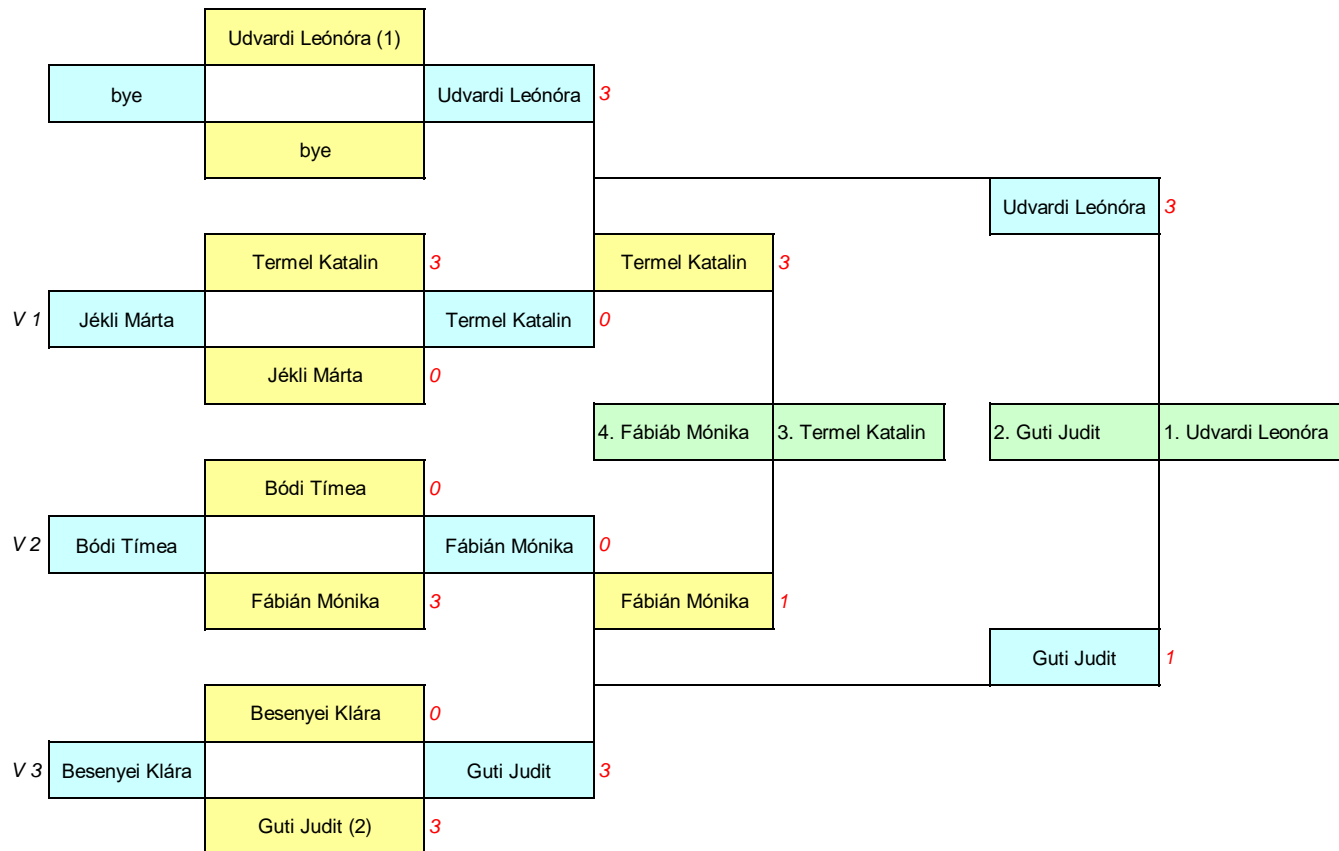 Udvardi Leónóra (1)
bye Udvardi Leónóra 3
bye
Udvardi Leónóra 3
Termel Katalin 3 Termel Katalin 3
V 1 Jékli Márta Termel Katalin 0
Jékli Márta 0
4. Fábiáb Mónika 3. Termel Katalin 2. Guti Judit 1. Udvardi Leonóra
Bódi Tímea 0
V 2 Bódi Tímea Fábián Mónika 0
Fábián Mónika 3 Fábián Mónika 1
Guti Judit 1
Besenyei Klára 0
V 3 Besenyei Klára Guti Judit 3
Guti Judit (2) 3